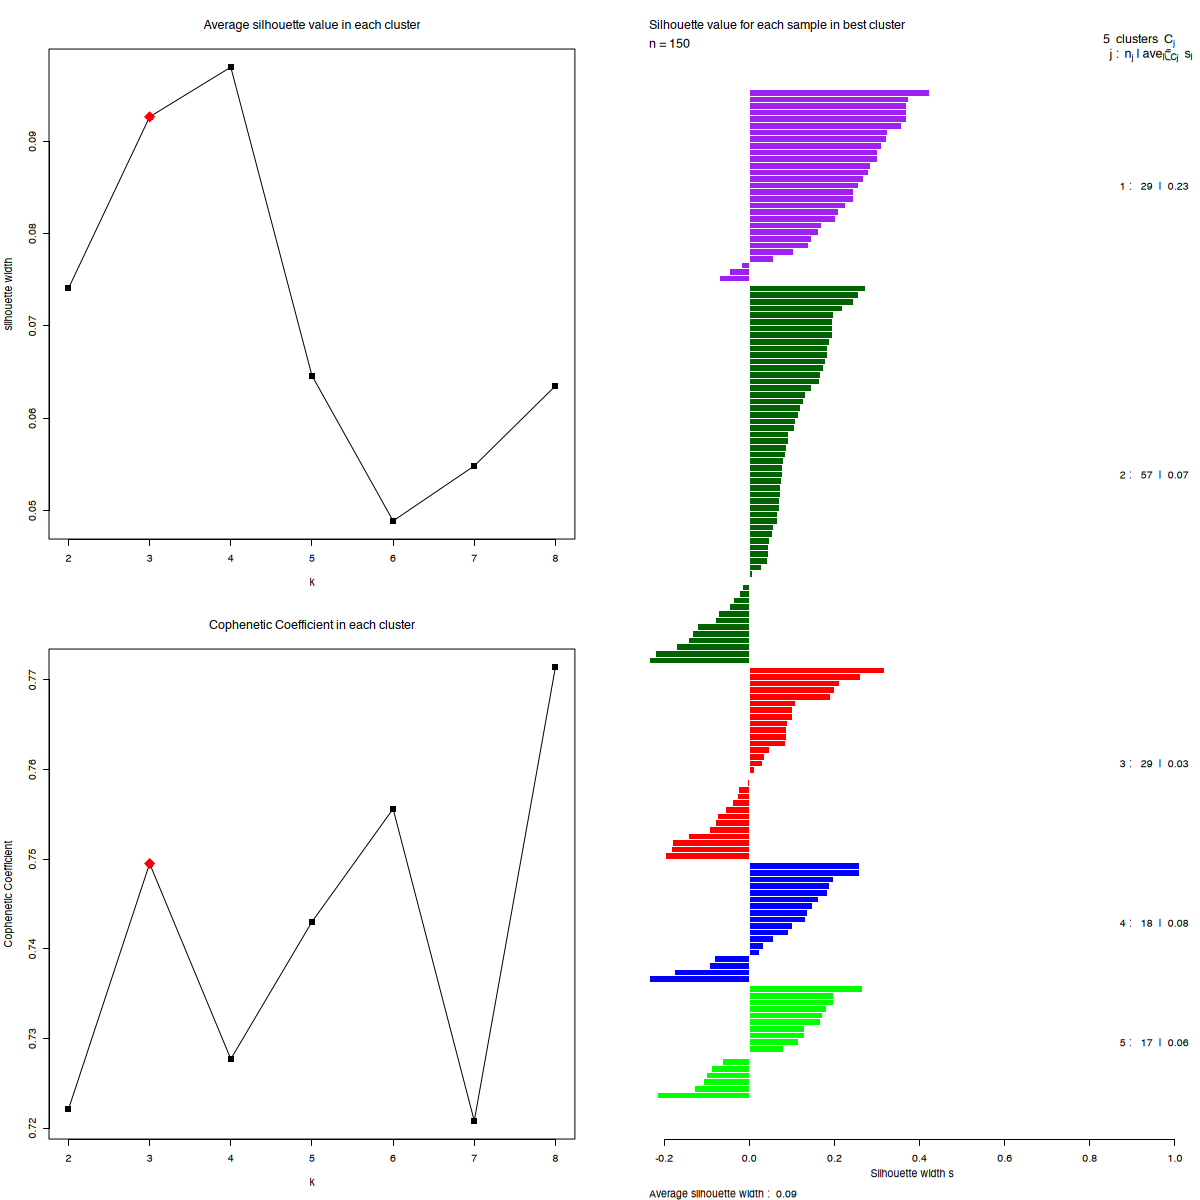 Average silhouette value in each cluster
silhouette width
0.05 0.06 0.07 0.08 0.09
2 3 4 5 6 7 8
k
Cophenetic Coefficient in each cluster
Cophenetic Coefficient
0.72 0.73 0.74 0.75 0.76 0.77
2 3 4 5 6 7 8
k
Silhouette value for each sample in best cluster
n = 150
5 clusters Cj
j : nj | avei∈Cj si
1 : 29 | 0.23
2 : 57 | 0.07
3 : 29 | 0.03
4 : 18 | 0.08
5 : 17 | 0.06
-0.2 0.0 0.2 0.4 0.6 0.8 1.0
Silhouette width s
Average silhouette width : 0.09